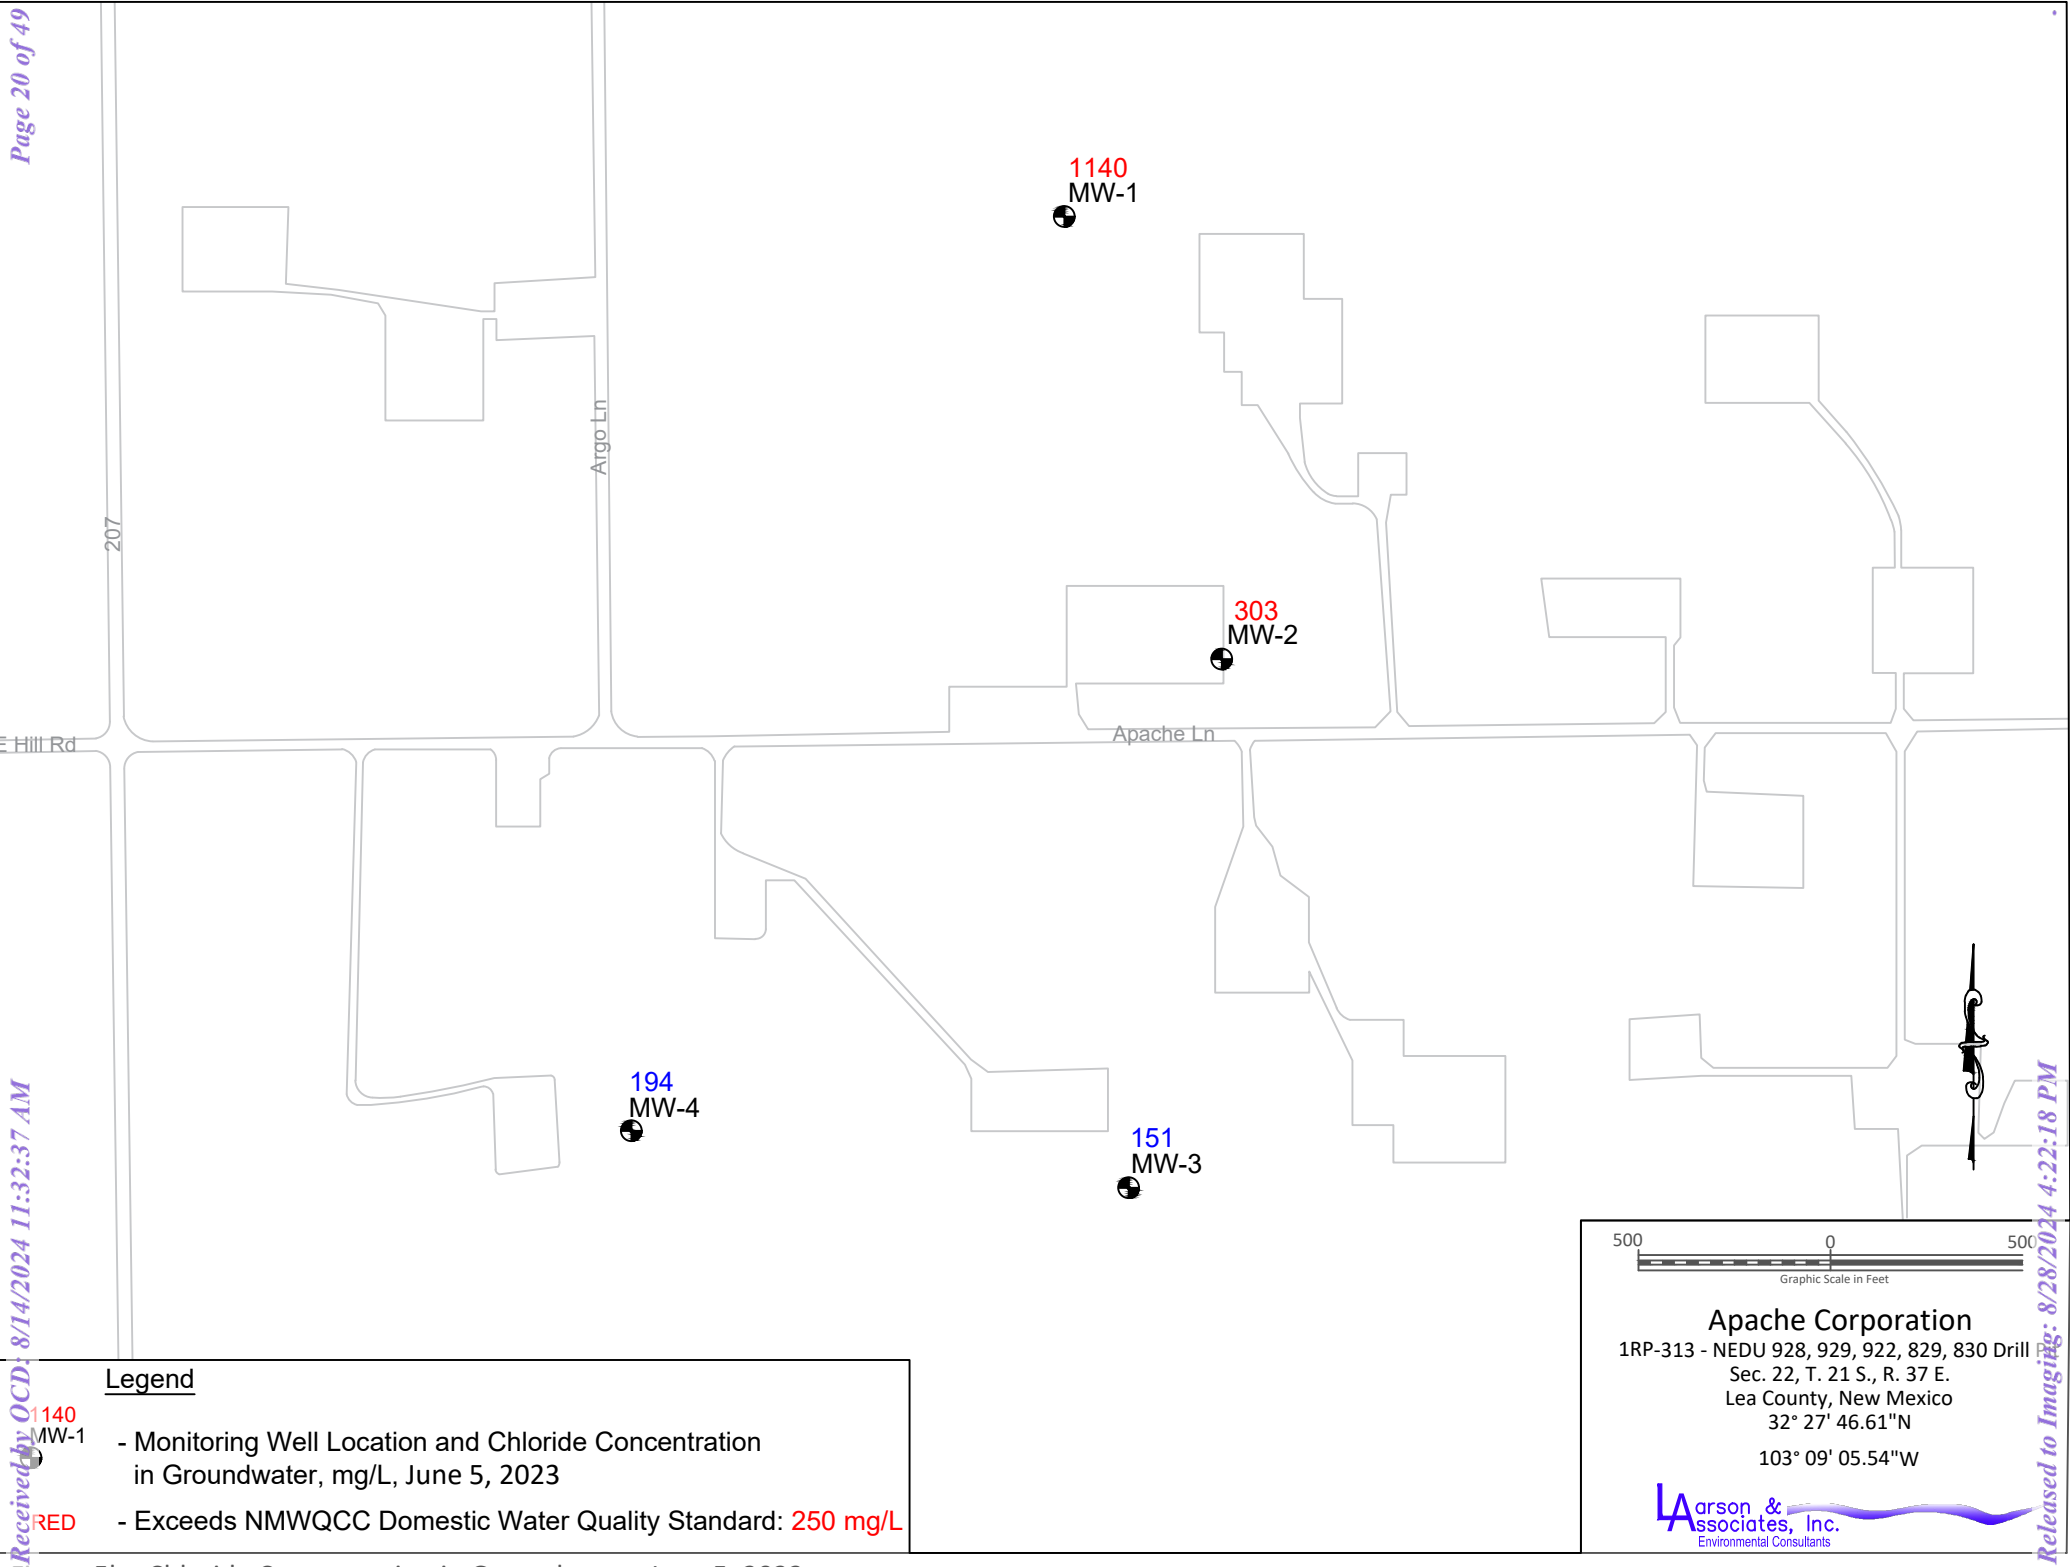 Page 20 of 49
1140
MW-1
Argo Ln
207
303
MW-2
E Hill Rd
Apache Ln
194
MW-4
151
MW-3
500 0 500
Graphic Scale in Feet
Apache Corporation
1RP-313 - NEDU 928, 929, 922, 829, 830 Drill
Sec. 22, T. 21 S., R. 37 E.
Lea County, New Mexico
32° 27' 46.61"N
103° 09' 05.54"W
Larson &
Associates, Inc.
Environmental Consultants
Legend
1140
MW-1
- Monitoring Well Location and Chloride Concentration
in Groundwater, mg/L, June 5, 2023
RED - Exceeds NMWQCC Domestic Water Quality Standard: 250 mg/L
Received by OCD: 8/14/2024 11:32:37 AM
Released to Imaging: 8/28/2024 4:22:18 PM